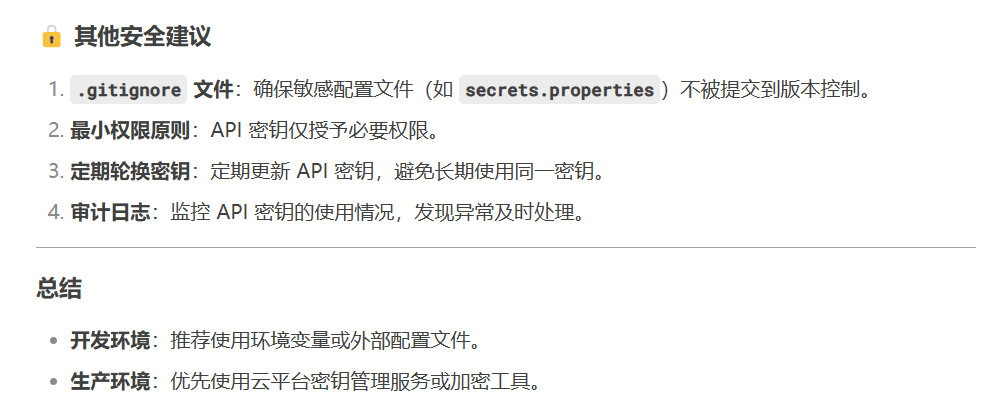 🔒 其他安全建议
1. .gitignore 文件：确保敏感配置文件（如 secrets.properties）不被提交到版本控制。
2. 最小权限原则：API 密钥仅授予必要权限。
3. 定期轮换密钥：定期更新 API 密钥，避免长期使用同一密钥。
4. 审计日志：监控 API 密钥的使用情况，发现异常及时处理。
总结
• 开发环境：推荐使用环境变量或外部配置文件。
• 生产环境：优先使用云平台密钥管理服务或加密工具。